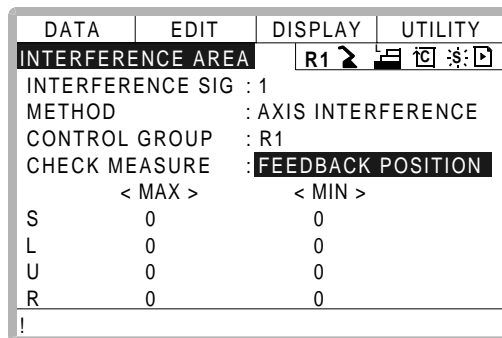 DATA EDIT DISPLAY UTILITY
INTERFERENCE AREA R1 C S
INTERFERENCE SIG : 1
METHOD : AXIS INTERFERENCE
CONTROL GROUP : R1
CHECK MEASURE : FEEDBACK POSITION
< MAX > < MIN >
S 0 0
L 0 0
U 0 0
R 0 0
!